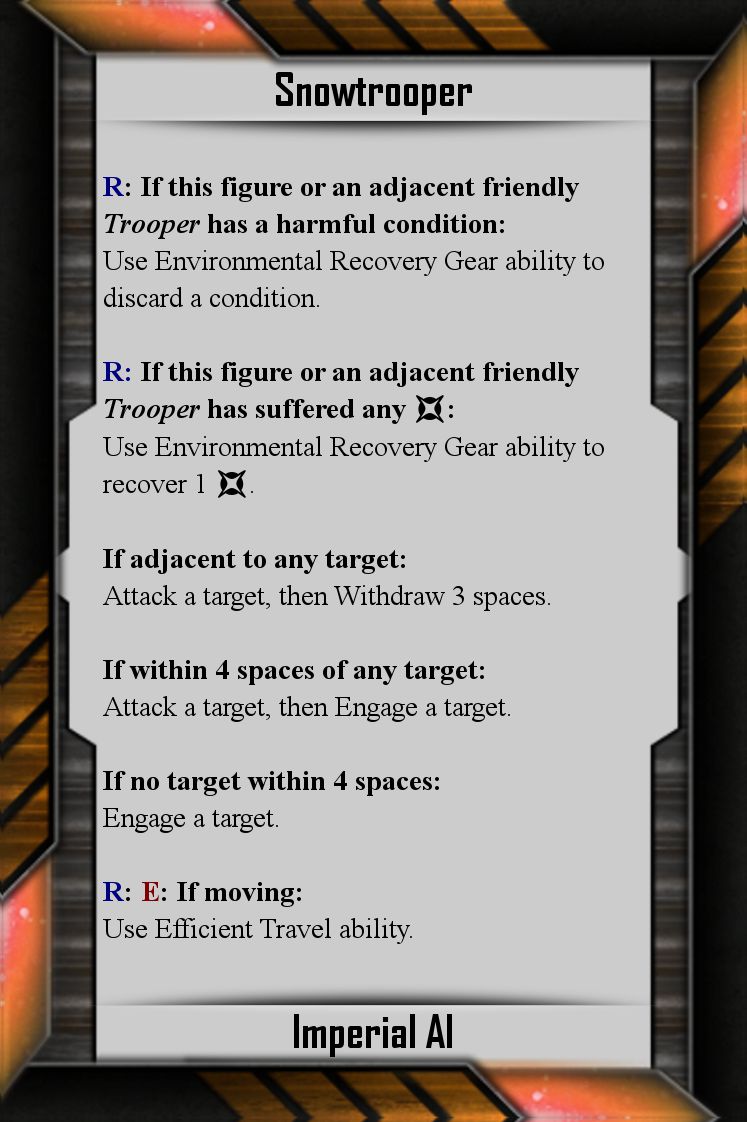 Snowtrooper
R: If this figure or an adjacent friendly
Trooper has a harmful condition:
Use Environmental Recovery Gear ability to
discard a condition.
R: If this figure or an adjacent friendly
Trooper has suffered any :
Use Environmental Recovery Gear ability to
recover 1 .
If adjacent to any target:
Attack a target, then Withdraw 3 spaces.
If within 4 spaces of any target:
Attack a target, then Engage a target.
If no target within 4 spaces:
Engage a target.
R: E: If moving:
Use Efficient Travel ability.
Imperial AI